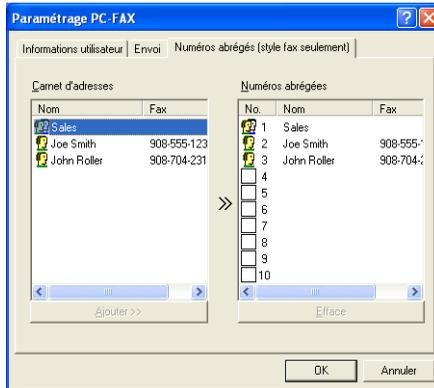 Paramétrage PC-FAX
Informations utilisateur Envoi Numéros abrégés (style fax seulement)
Carnet d'adresses
Nom Fax
Sales
Joe Smith 908-555-123
John Roller 908-704-231
Ajouter >>
Numéros abrégées
No. Nom Fax
1 Sales
2 Joe Smith 908-555-
3 John Roller 908-704-2
4
5
6
7
8
9
10
Efface
OK Annuler